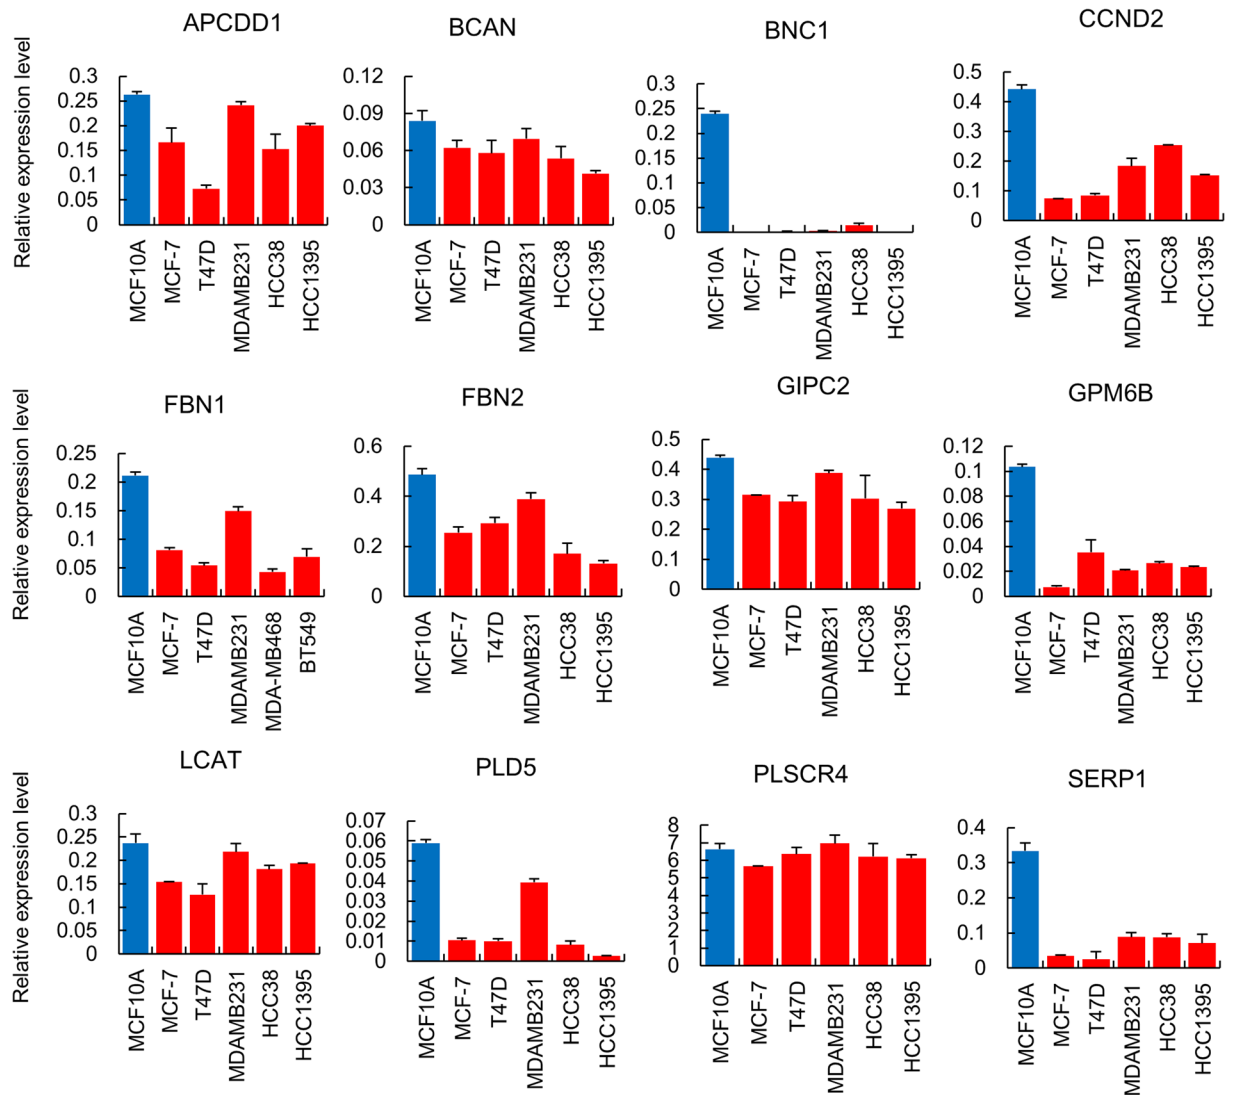 APCDD1
BCAN
BNC1
CCND2
Relative expression level
0.3
0.25
0.2
0.15
0.1
0.05
0
MCF10A
MCF-7
T47D
MDAMB231
HCC38
HCC1395
0.12
0.09
0.06
0.03
0
MCF10A
MCF-7
T47D
MDAMB231
HCC38
HCC1395
0.3
0.25
0.2
0.15
0.1
0.05
0
MCF10A
MCF-7
T47D
MDAMB231
HCC38
HCC1395
0.5
0.4
0.3
0.2
0.1
0
MCF10A
MCF-7
T47D
MDAMB231
HCC38
HCC1395
FBN1
FBN2
GIPC2
GPM6B
Relative expression level
0.25
0.2
0.15
0.1
0.05
0
MCF10A
MCF-7
T47D
MDAMB231
MDA-MB468
BT549
0.6
0.4
0.2
0
MCF10A
MCF-7
T47D
MDAMB231
HCC38
HCC1395
0.5
0.4
0.3
0.2
0.1
0
MCF10A
MCF-7
T47D
MDAMB231
HCC38
HCC1395
0.12
0.1
0.08
0.06
0.04
0.02
0
MCF10A
MCF-7
T47D
MDAMB231
HCC38
HCC1395
LCAT
PLD5
PLSCR4
SERP1
Relative expression level
0.3
0.25
0.2
0.15
0.1
0.05
0
MCF10A
MCF-7
T47D
MDAMB231
HCC38
HCC1395
0.07
0.06
0.05
0.04
0.03
0.02
0.01
0
MCF10A
MCF-7
T47D
MDAMB231
HCC38
HCC1395
8
7
6
5
4
3
2
1
0
MCF10A
MCF-7
T47D
MDAMB231
HCC38
HCC1395
0.4
0.3
0.2
0.1
0
MCF10A
MCF-7
T47D
MDAMB231
HCC38
HCC1395